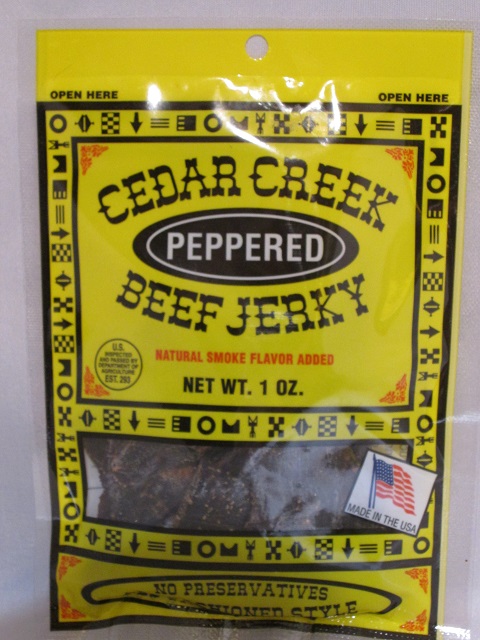 OPEN HERE
OPEN HERE
CEDAR CREEK
PEPPERED
BEEF JERKY
U.S.
INSPECTED
AND PASSED BY
DEPARTMENT OF
AGRICULTURE
EST. 293
NATURAL SMOKE FLAVOR ADDED
NET WT. 1 OZ.
MADE IN THE USA
NO PRESERVATIVES
STYLE